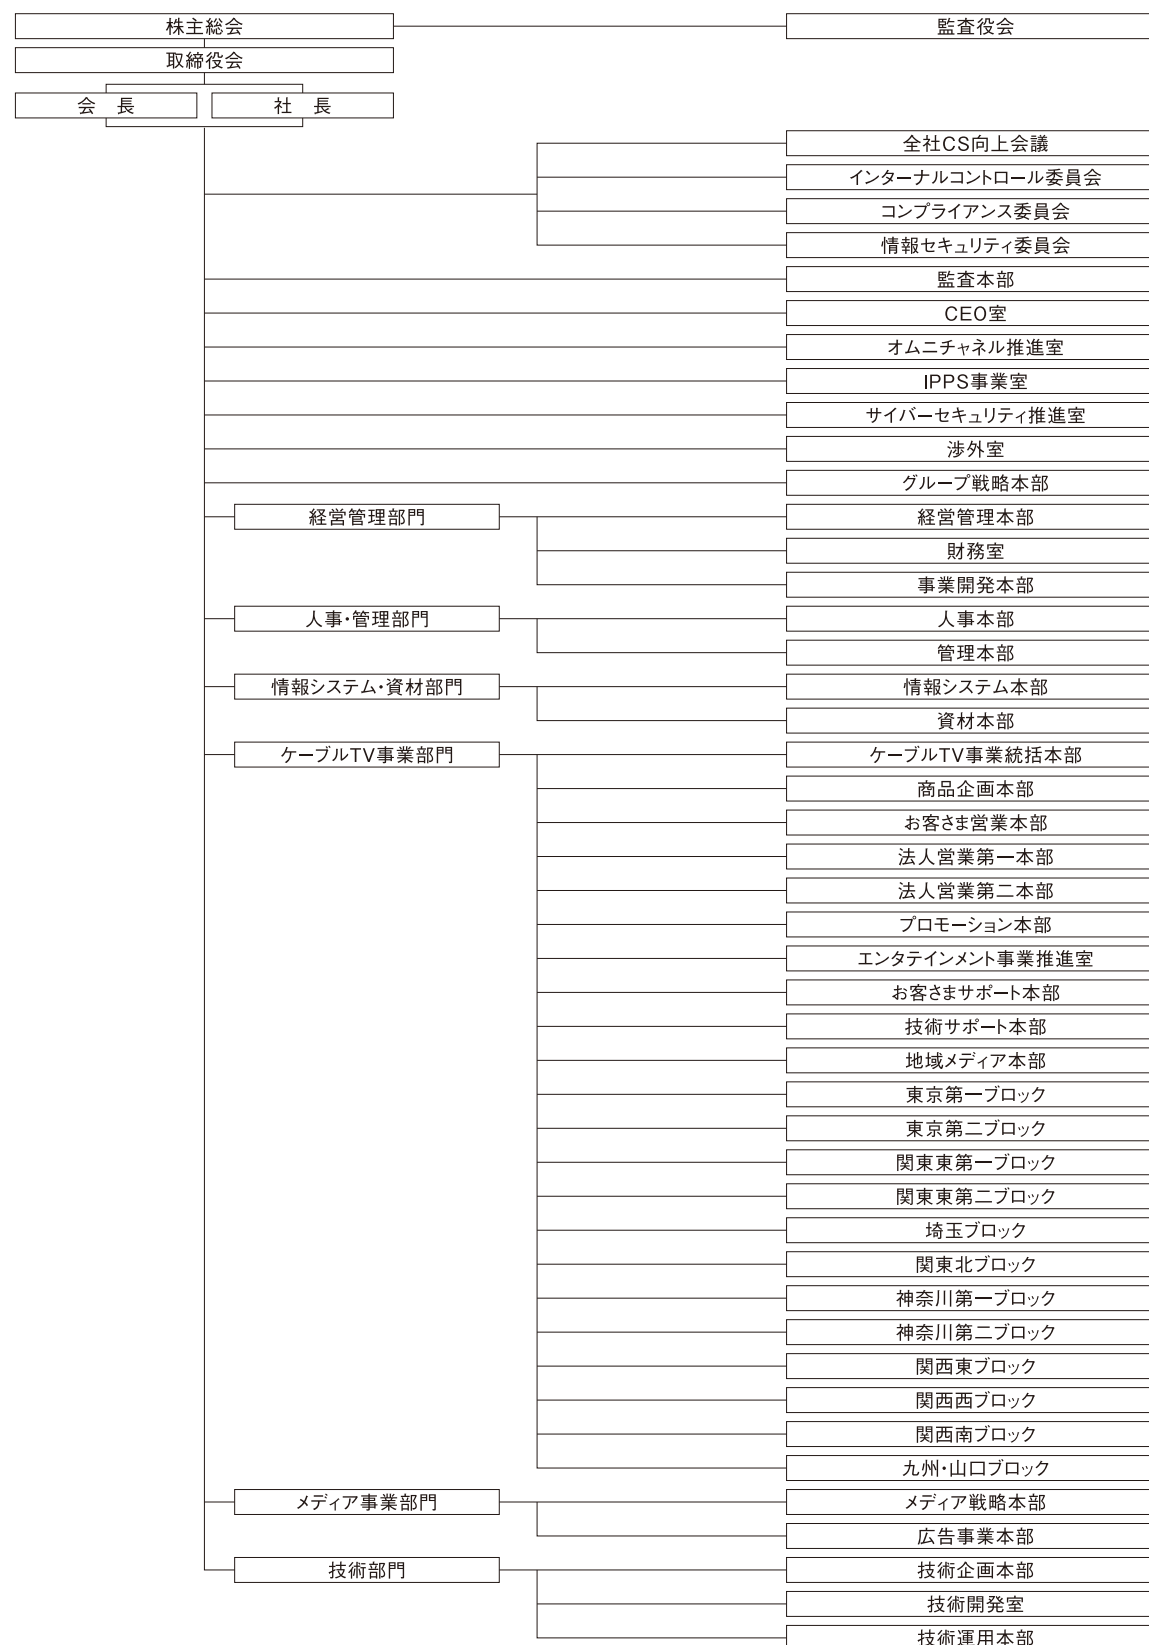 株主総会
監査役会
取締役会
会　長
社　長
全社CS向上会議
インターナルコントロール委員会
コンプライアンス委員会
情報セキュリティ委員会
監査本部
CEO室
オムニチャネル推進室
IPPS事業室
サイバーセキュリティ推進室
渉外室
グループ戦略本部
経営管理部門
経営管理本部
財務室
事業開発本部
人事・管理部門
人事本部
管理本部
情報システム・資材部門
情報システム本部
資材本部
ケーブルTV事業部門
ケーブルTV事業統括本部
商品企画本部
お客さま営業本部
法人営業第一本部
法人営業第二本部
プロモーション本部
エンタテインメント事業推進室
お客さまサポート本部
技術サポート本部
地域メディア本部
東京第一ブロック
東京第二ブロック
関東東第一ブロック
関東東第二ブロック
埼玉ブロック
関東北ブロック
神奈川第一ブロック
神奈川第二ブロック
関西東ブロック
関西西ブロック
関西南ブロック
九州・山口ブロック
メディア事業部門
メディア戦略本部
広告事業本部
技術部門
技術企画本部
技術開発室
技術運用本部